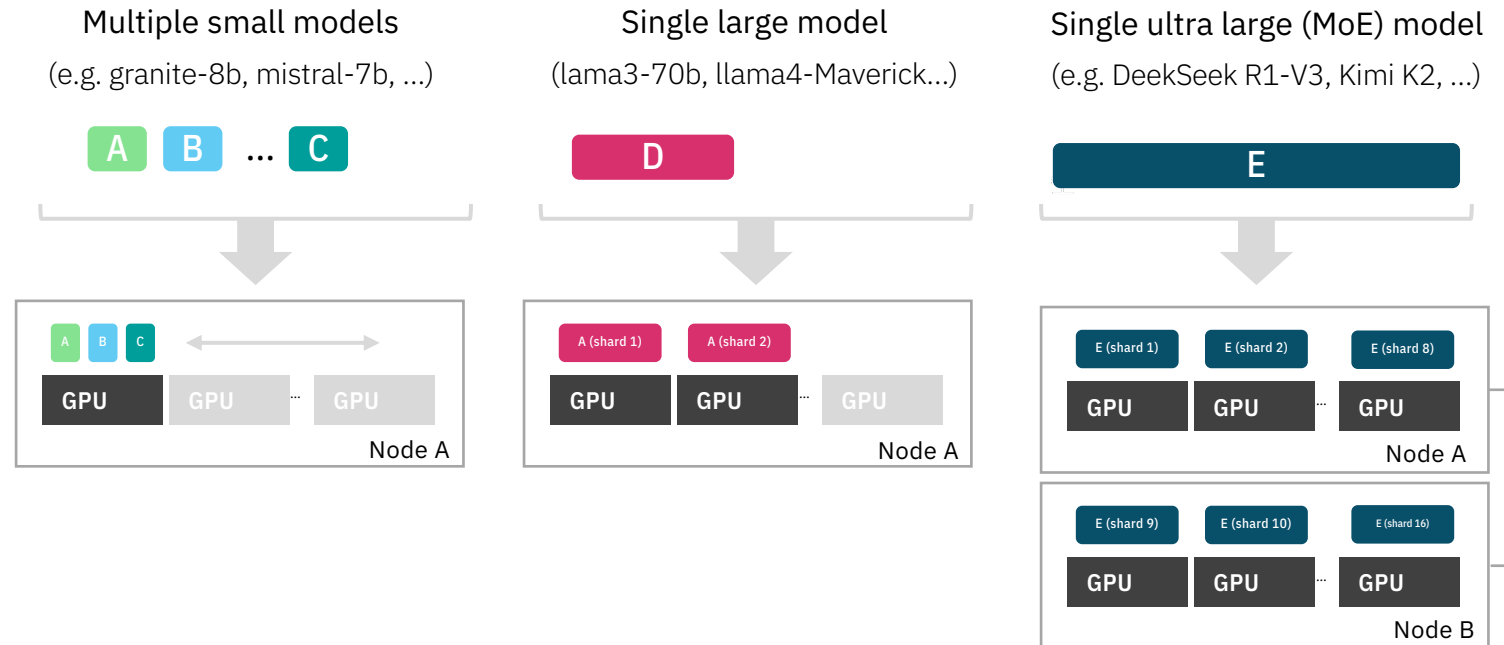 Multiple small models
(e.g. granite-8b, mistral-7b, ...)
A B ... C
A B C
GPU GPU ... GPU
Node A
Single large model
(lama3-70b, llama4-Maverick...)
D
A (shard 1) A (shard 2)
GPU GPU ... GPU
Node A
Single ultra large (MoE) model
(e.g. DeekSeek R1-V3, Kimi K2, ...)
E
E (shard 1) E (shard 2) E (shard 8)
GPU GPU ... GPU
Node A
E (shard 9) E (shard 10) E (shard 16)
GPU GPU ... GPU
Node B